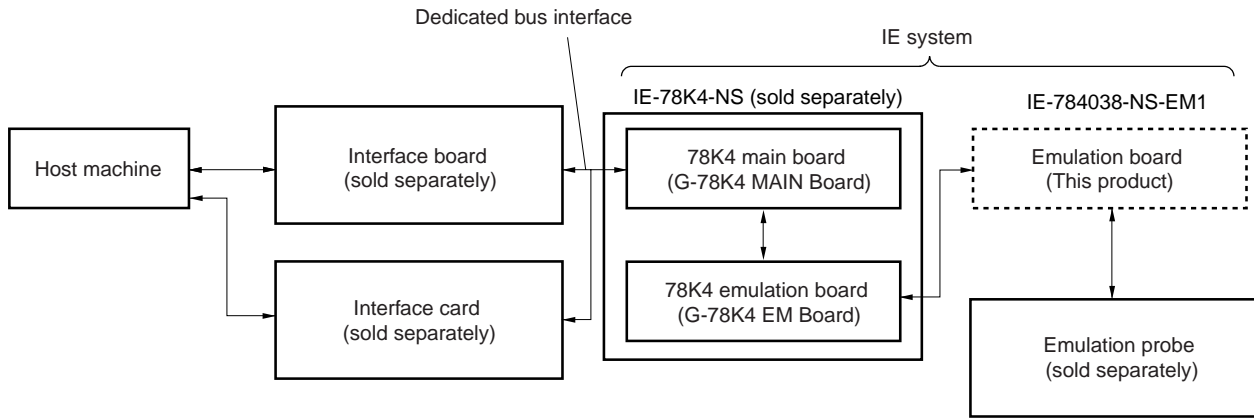 Dedicated bus interface
IE system
IE-78K4-NS (sold separately)
IE-784038-NS-EM1
Host machine
Interface board
(sold separately)
78K4 main board
(G-78K4 MAIN Board)
Emulation board
(This product)
Interface card
(sold separately)
78K4 emulation board
(G-78K4 EM Board)
Emulation probe
(sold separately)